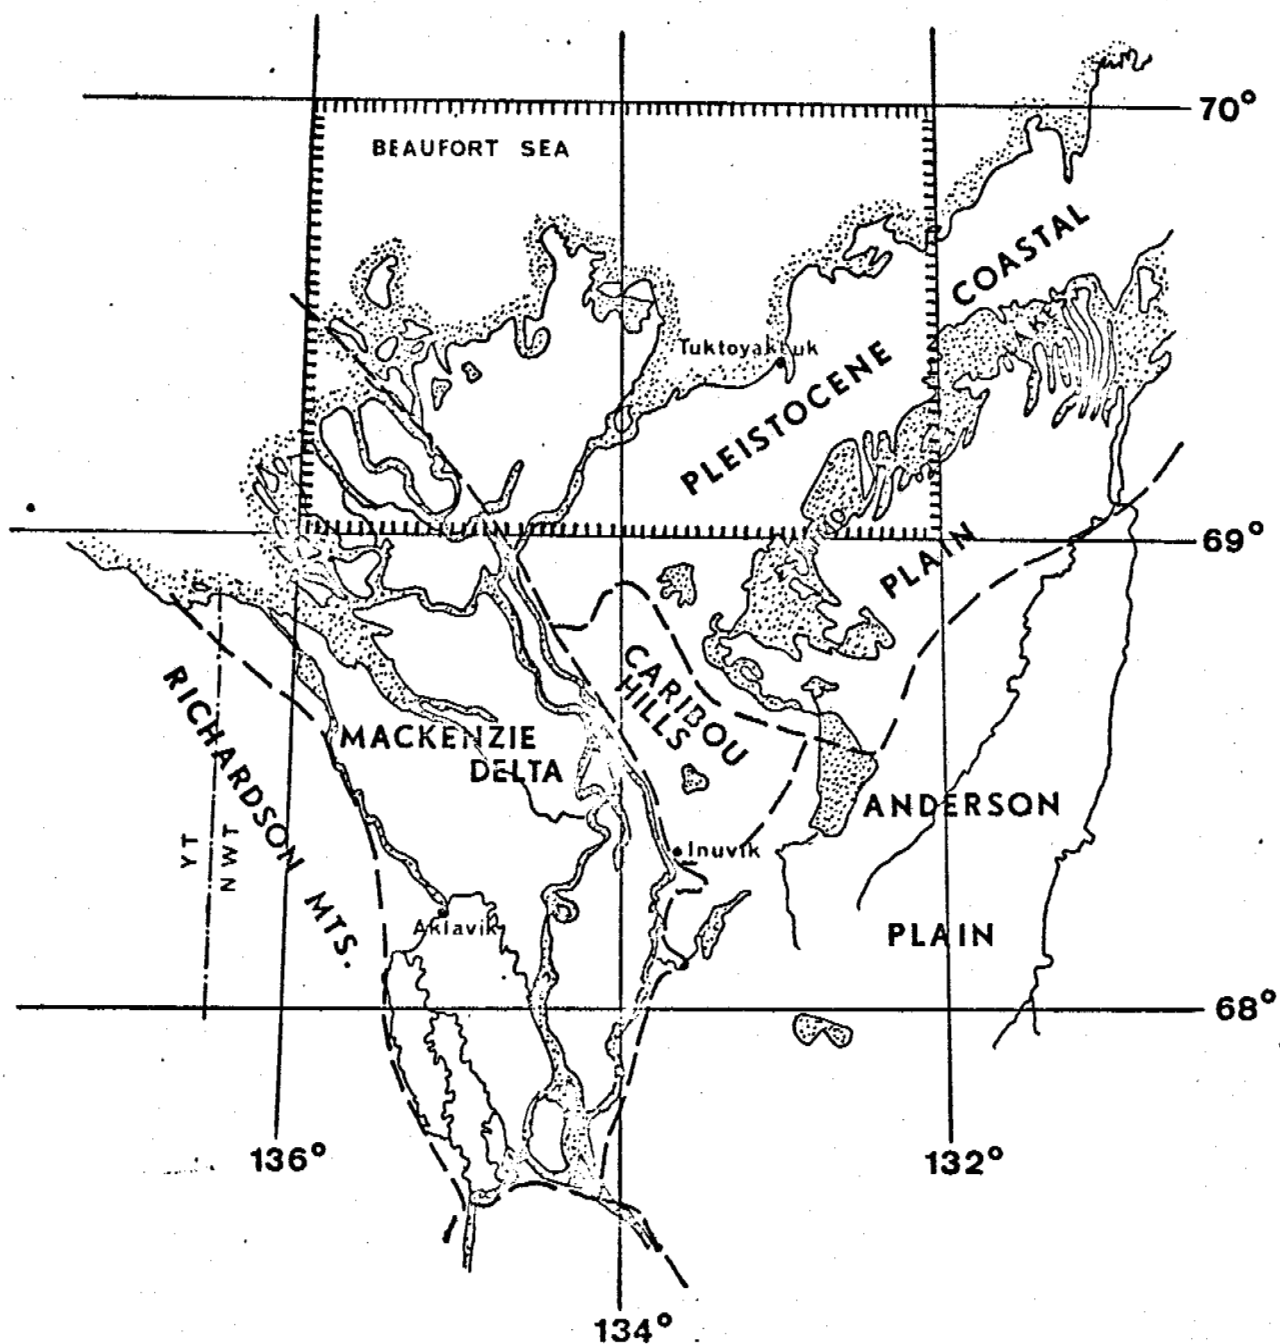 70°
BEAUFORT SEA
COASTAL
LAKE
Tuktoyaktuk
PLEISTOCENE
69°
PLAIN
CARIBOU
HILLS
RICHARDSON MTS.
MACKENZIE
DELTA
ANDERSON
YT
NWT
Inuvik
Aklavik
PLAIN
68°
136°
132°
134°